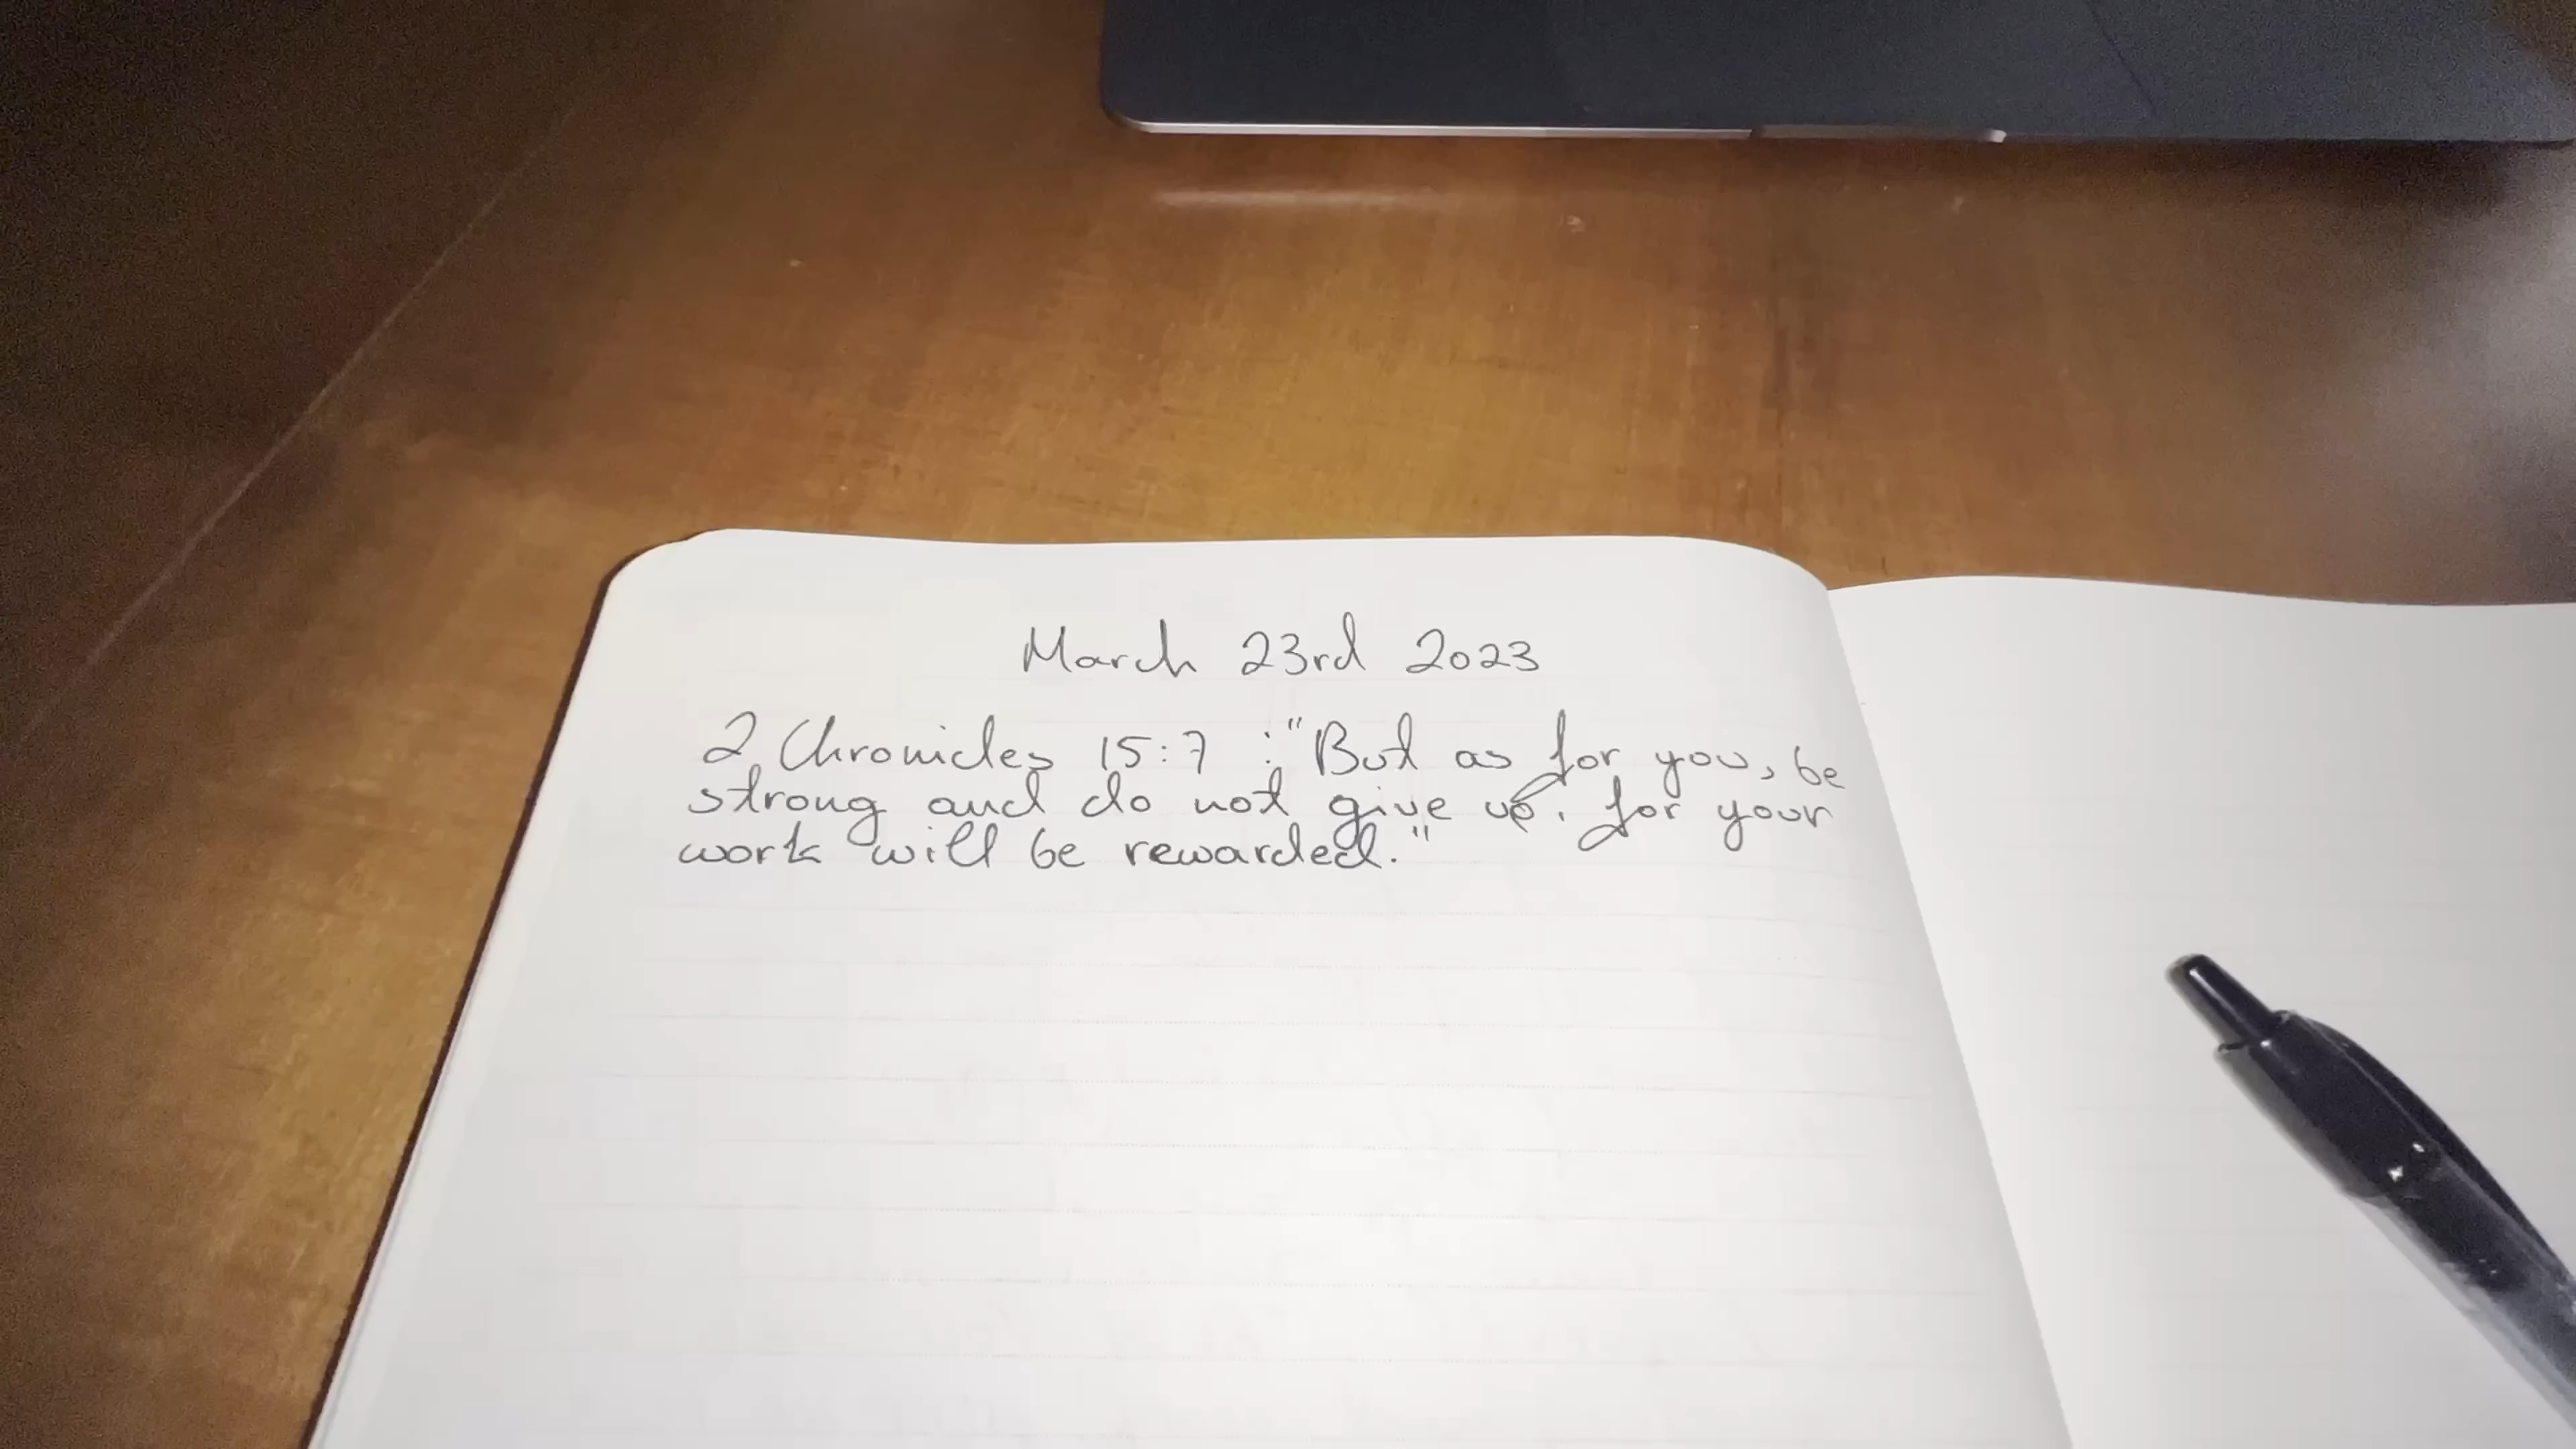 March 23rd 2023
2 Chronicles 15:7 : "But as for you, be
strong and do not give up, for your
work will be rewarded."